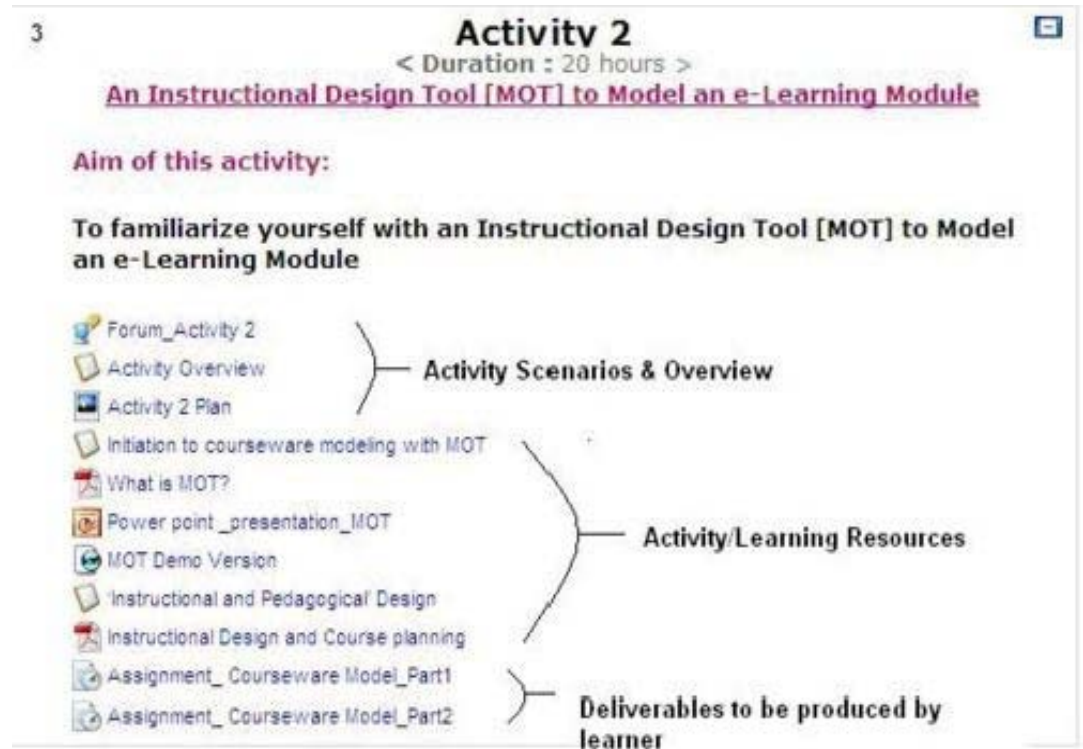 3
Activity 2
< Duration : 20 hours >
An Instructional Design Tool [MOT] to Model an e-Learning Module
Aim of this activity:
To familiarize yourself with an Instructional Design Tool [MOT] to Model
an e-Learning Module
Forum_Activity 2
Activity Overview
Activity 2 Plan
Activity Scenarios & Overview
Initiation to courseware modeling with MOT
What is MOT?
Power point _presentation_MOT
MOT Demo Version
'Instructional and Pedagogical' Design
Instructional Design and Course planning
Activity/Learning Resources
Assignment_ Courseware Model_Part1
Assignment_ Courseware Model_Part2
Deliverables to be produced by
learner